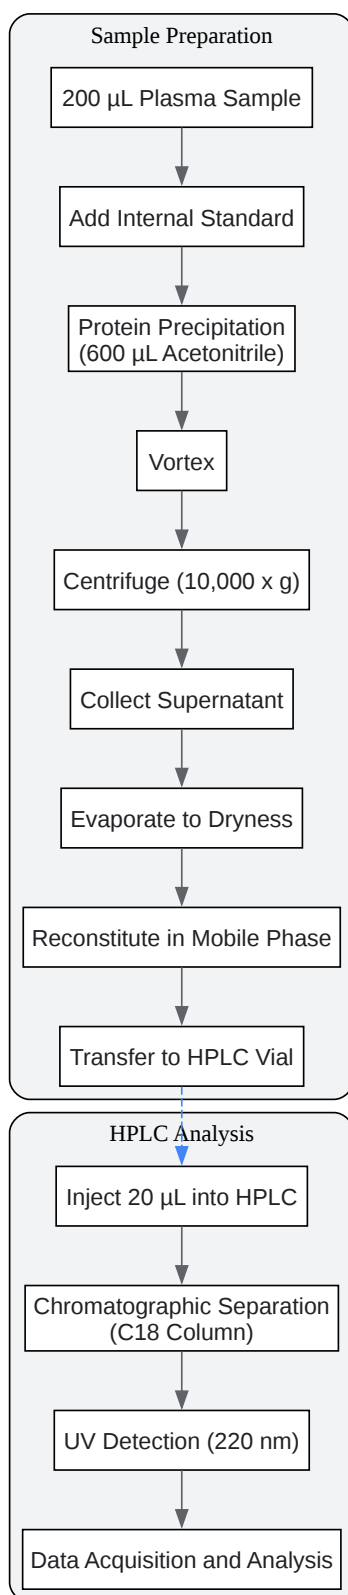 Sample Preparation
200 µL Plasma Sample
Add Internal Standard
Protein Precipitation
(600 µL Acetonitrile)
Vortex
Centrifuge (10,000 x g)
Collect Supernatant
Evaporate to Dryness
Reconstitute in Mobile Phase
Transfer to HPLC Vial
HPLC Analysis
Inject 20 µL into HPLC
Chromatographic Separation
(C18 Column)
UV Detection (220 nm)
Data Acquisition and Analysis